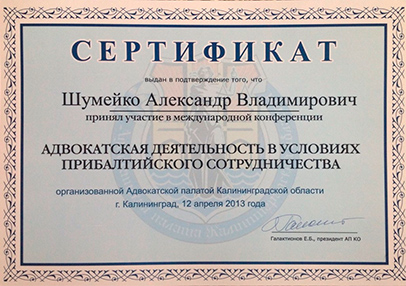 СЕРТИФИКАТ
выдан в подтверждение того, что
Шумейко Александр Владимирович
принял участие в международной конференции
АДВОКАТСКАЯ ДЕЯТЕЛЬНОСТЬ В УСЛОВИЯХ
ПРИБАЛТИЙСКОГО СОТРУДНИЧЕСТВА
организованной Адвокатской палатой Калининградской области
г. Калининград, 12 апреля 2013 года
Галактионов Е.Б., президент АП КО